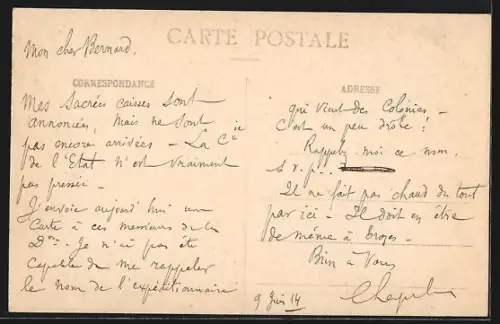 CARTE POSTALE
Mon cher Bernard,
CORRESPONDANCE
Mes sacrées caisses sont
annoncées, mais ne sont
pas encore arrivées - La Cie
de l'Etat n'est vraiment
pas pressée -
J'envoie aujourd'hui un
carte à ces messieurs de la
Dne. Je n'ai pas été
capable de me rappeler
le nom de l'expéditionnaire
ADRESSE
qui vient des Colonies -
C'est un peu drôle !
Rappelez-moi ce nom.
s.v.p...
Il ne fait pas chaud du tout
par ici - Il doit en être
de même à Troyes -
Bien à Vous
9 Juin 14